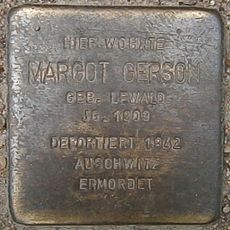 HIER WOHNTE
MARGOT GERSON
GEB. LEWALD
JG. 1909
DEPORTIERT 1942
AUSCHWITZ
ERMORDET